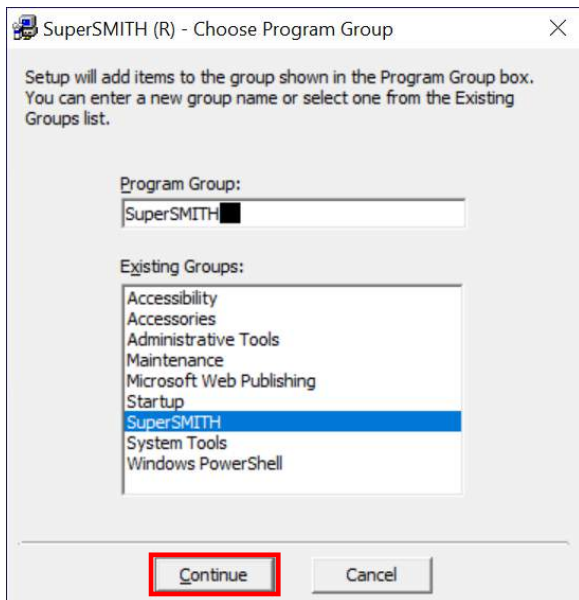 SuperSMITH (R) - Choose Program Group
Setup will add items to the group shown in the Program Group box.
You can enter a new group name or select one from the Existing
Groups list.
Program Group:
SuperSMITH
Existing Groups:
Accessibility
Accessories
Administrative Tools
Maintenance
Microsoft Web Publishing
Startup
SuperSMITH
System Tools
Windows PowerShell
Continue
Cancel